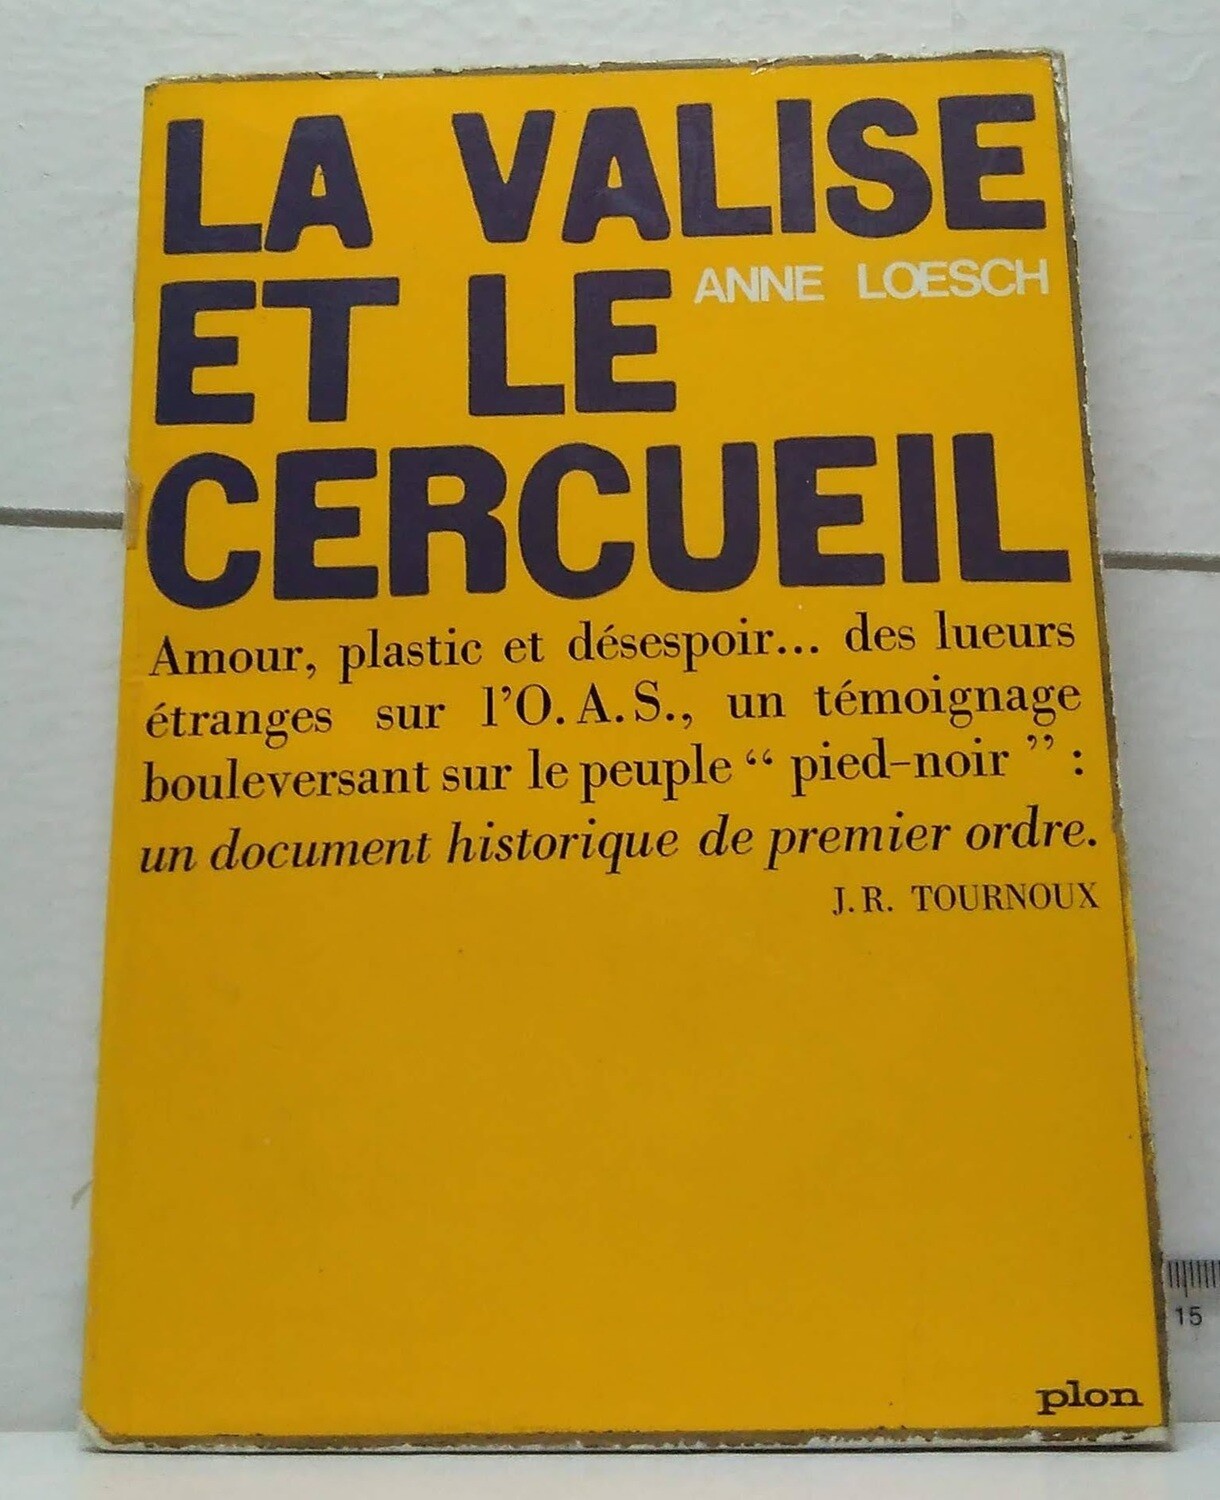 LA VALISE
ET LE
ANNE LOESCH
CERCUEIL
Amour, plastic et désespoir... des lueurs
étranges sur l'O.A.S., un témoignage
bouleversant sur le peuple “ pied-noir ” :
un document historique de premier ordre.
J. R. TOURNOUX
plon
15